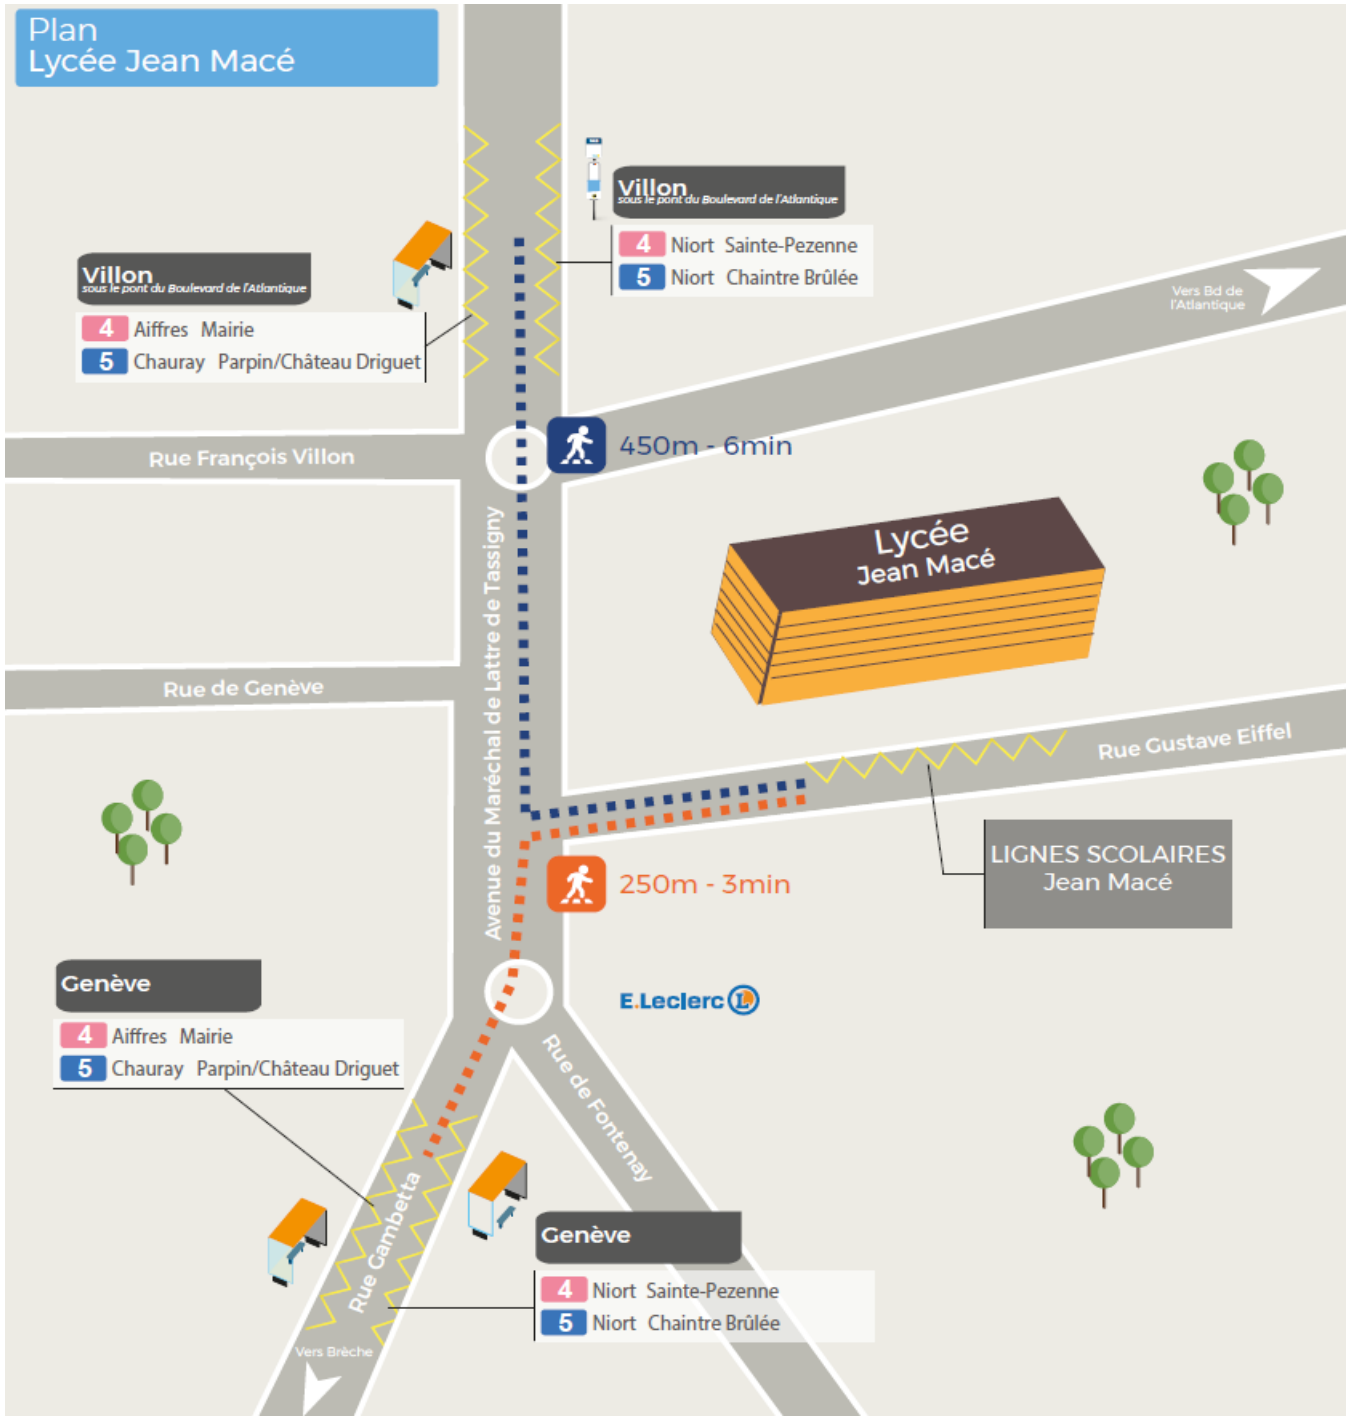 Plan
Lycée Jean Macé
Villon
sous le pont du Boulevard de l'Atlantique
4 Niort Sainte-Pezenne
5 Niort Chaintre Brûlée
Villon
sous le pont du Boulevard de l'Atlantique
4 Aiffres Mairie
5 Chauray Parpin/Château Driguet
Vers Bd de
l'Atlantique
Rue François Villon
450m - 6min
Lycée
Jean Macé
Avenue du Maréchal de Lattre de Tassigny
Rue de Genève
Rue Gustave Eiffel
LIGNES SCOLAIRES
Jean Macé
250m - 3min
Genève
4 Aiffres Mairie
5 Chauray Parpin/Château Driguet
E.Leclerc L
Rue de Fontenay
Rue Gambetta
Genève
4 Niort Sainte-Pezenne
5 Niort Chaintre Brûlée
Vers Brèche